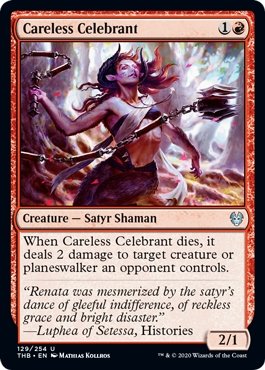 Careless Celebrant 1
Creature — Satyr Shaman
When Careless Celebrant dies, it
deals 2 damage to target creature or
planeswalker an opponent controls.
"Renata was mesmerized by the satyr's
dance of gleeful indifference, of reckless
grace and bright disaster."
—Luphea of Setessa, Histories
2/1
129/254 U
THB • EN MATHIAS KOLLROS
™ & © 2020 Wizards of the Coast